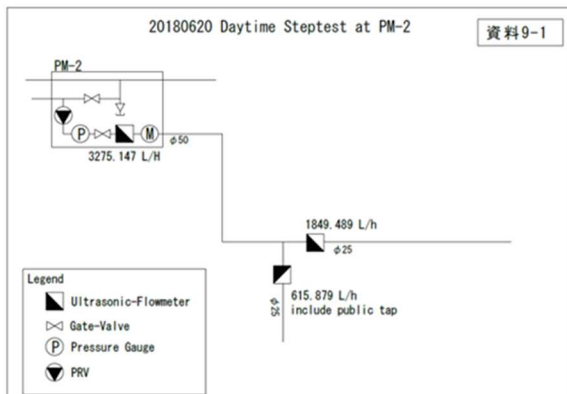 20180620 Daytime Steptest at PM-2
資料9-1
PM-2
P
M
φ50
3275.147 L/H
1849.489 L/h
φ25
615.879 L/h
include public tap
φ25
Legend
Ultrasonic-Flowmeter
Gate-Valve
P Pressure Gauge
PRV